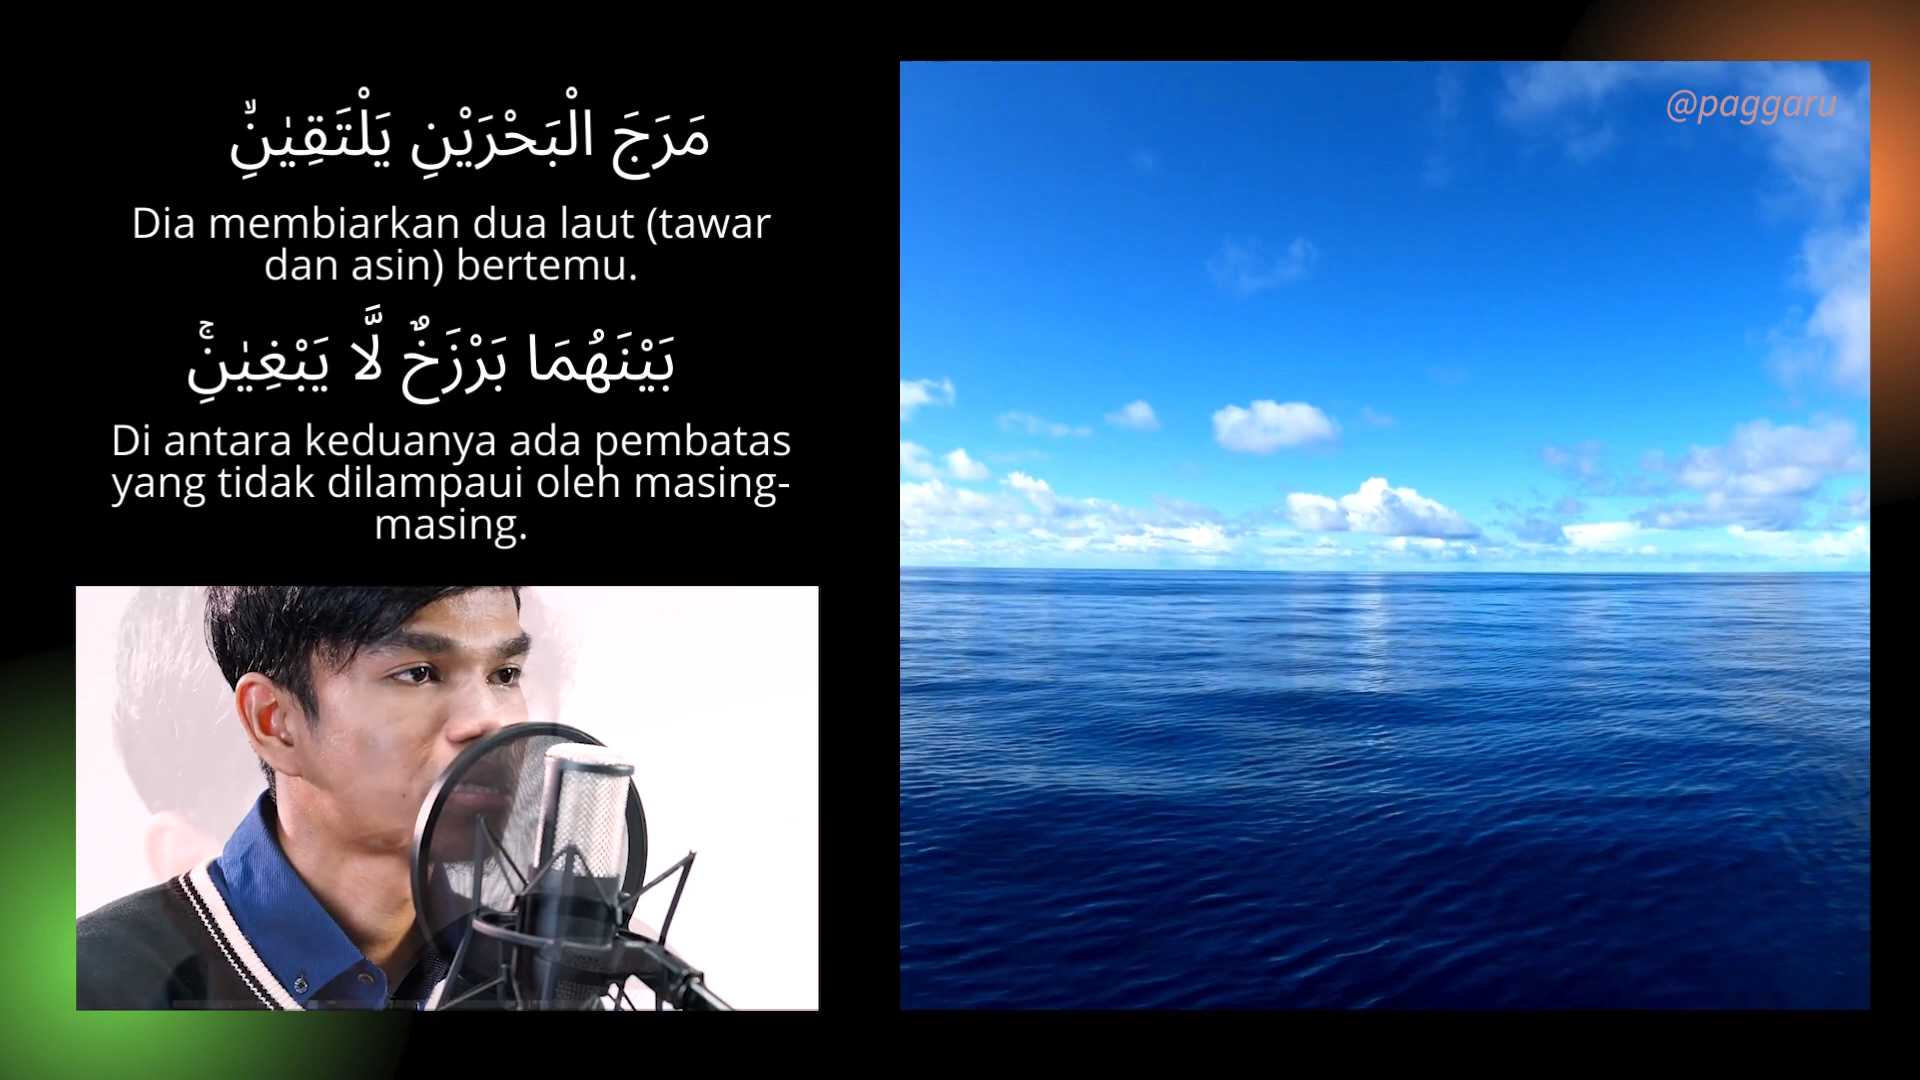 مَرَجَ الْبَحْرَيْنِ يَلْتَقِيٰنِۙ
Dia membiarkan dua laut (tawar
dan asin) bertemu.
بَيْنَهُمَا بَرْزَخٌ لَّا يَبْغِيٰنِۚ
Di antara keduanya ada pembatas
yang tidak dilampaui oleh masing-
masing.
@paggaru